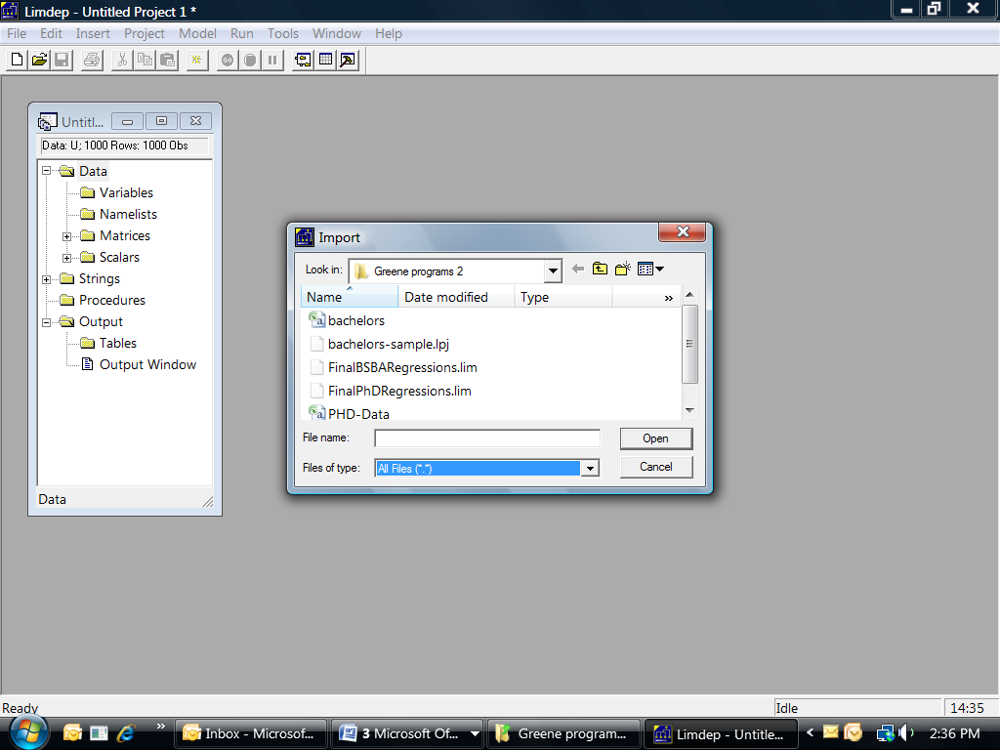 Limdep - Untitled Project 1 *
File Edit Insert Project Model Run Tools Window Help
GO
Untitl...
Data: U; 1000 Rows: 1000 Obs
Data
Variables
Namelists
Matrices
Scalars
Strings
Procedures
Output
Tables
Output Window
Data
Import
Look in: Greene programs 2
Name Date modified Type »
bachelors
bachelors-sample.lpj
FinalBSBARegressions.lim
FinalPhDRegressions.lim
PHD-Data
File name: Open
Files of type: All Files (*.*) Cancel
Ready Idle 14:35
» Inbox - Microsof... 3 Microsoft Of... Greene program... Limdep - Untitle... < 2:36 PM